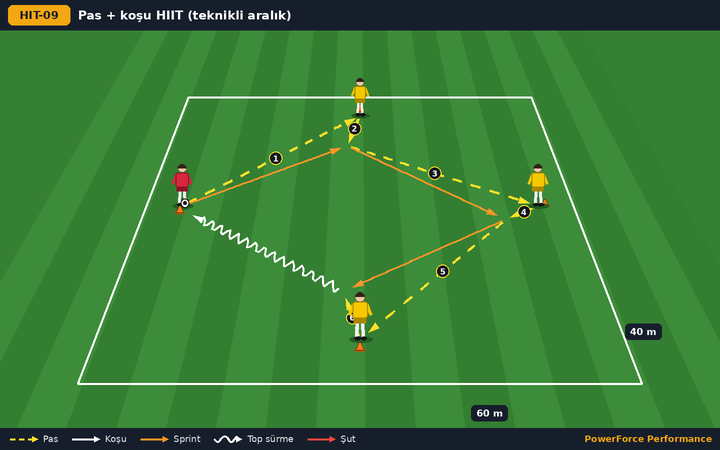 HIT-09 Pas + koşu HIIT (teknikli aralık)
2
1
3
4
5
40 m
60 m
Pas Koşu Sprint Top sürme Şut PowerForce Performance